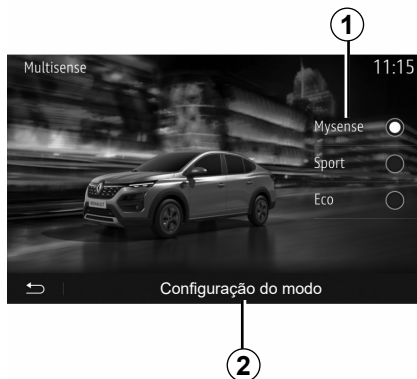 1
Multisense 11:15
Mysense
Sport
Eco
Configuração do modo
2